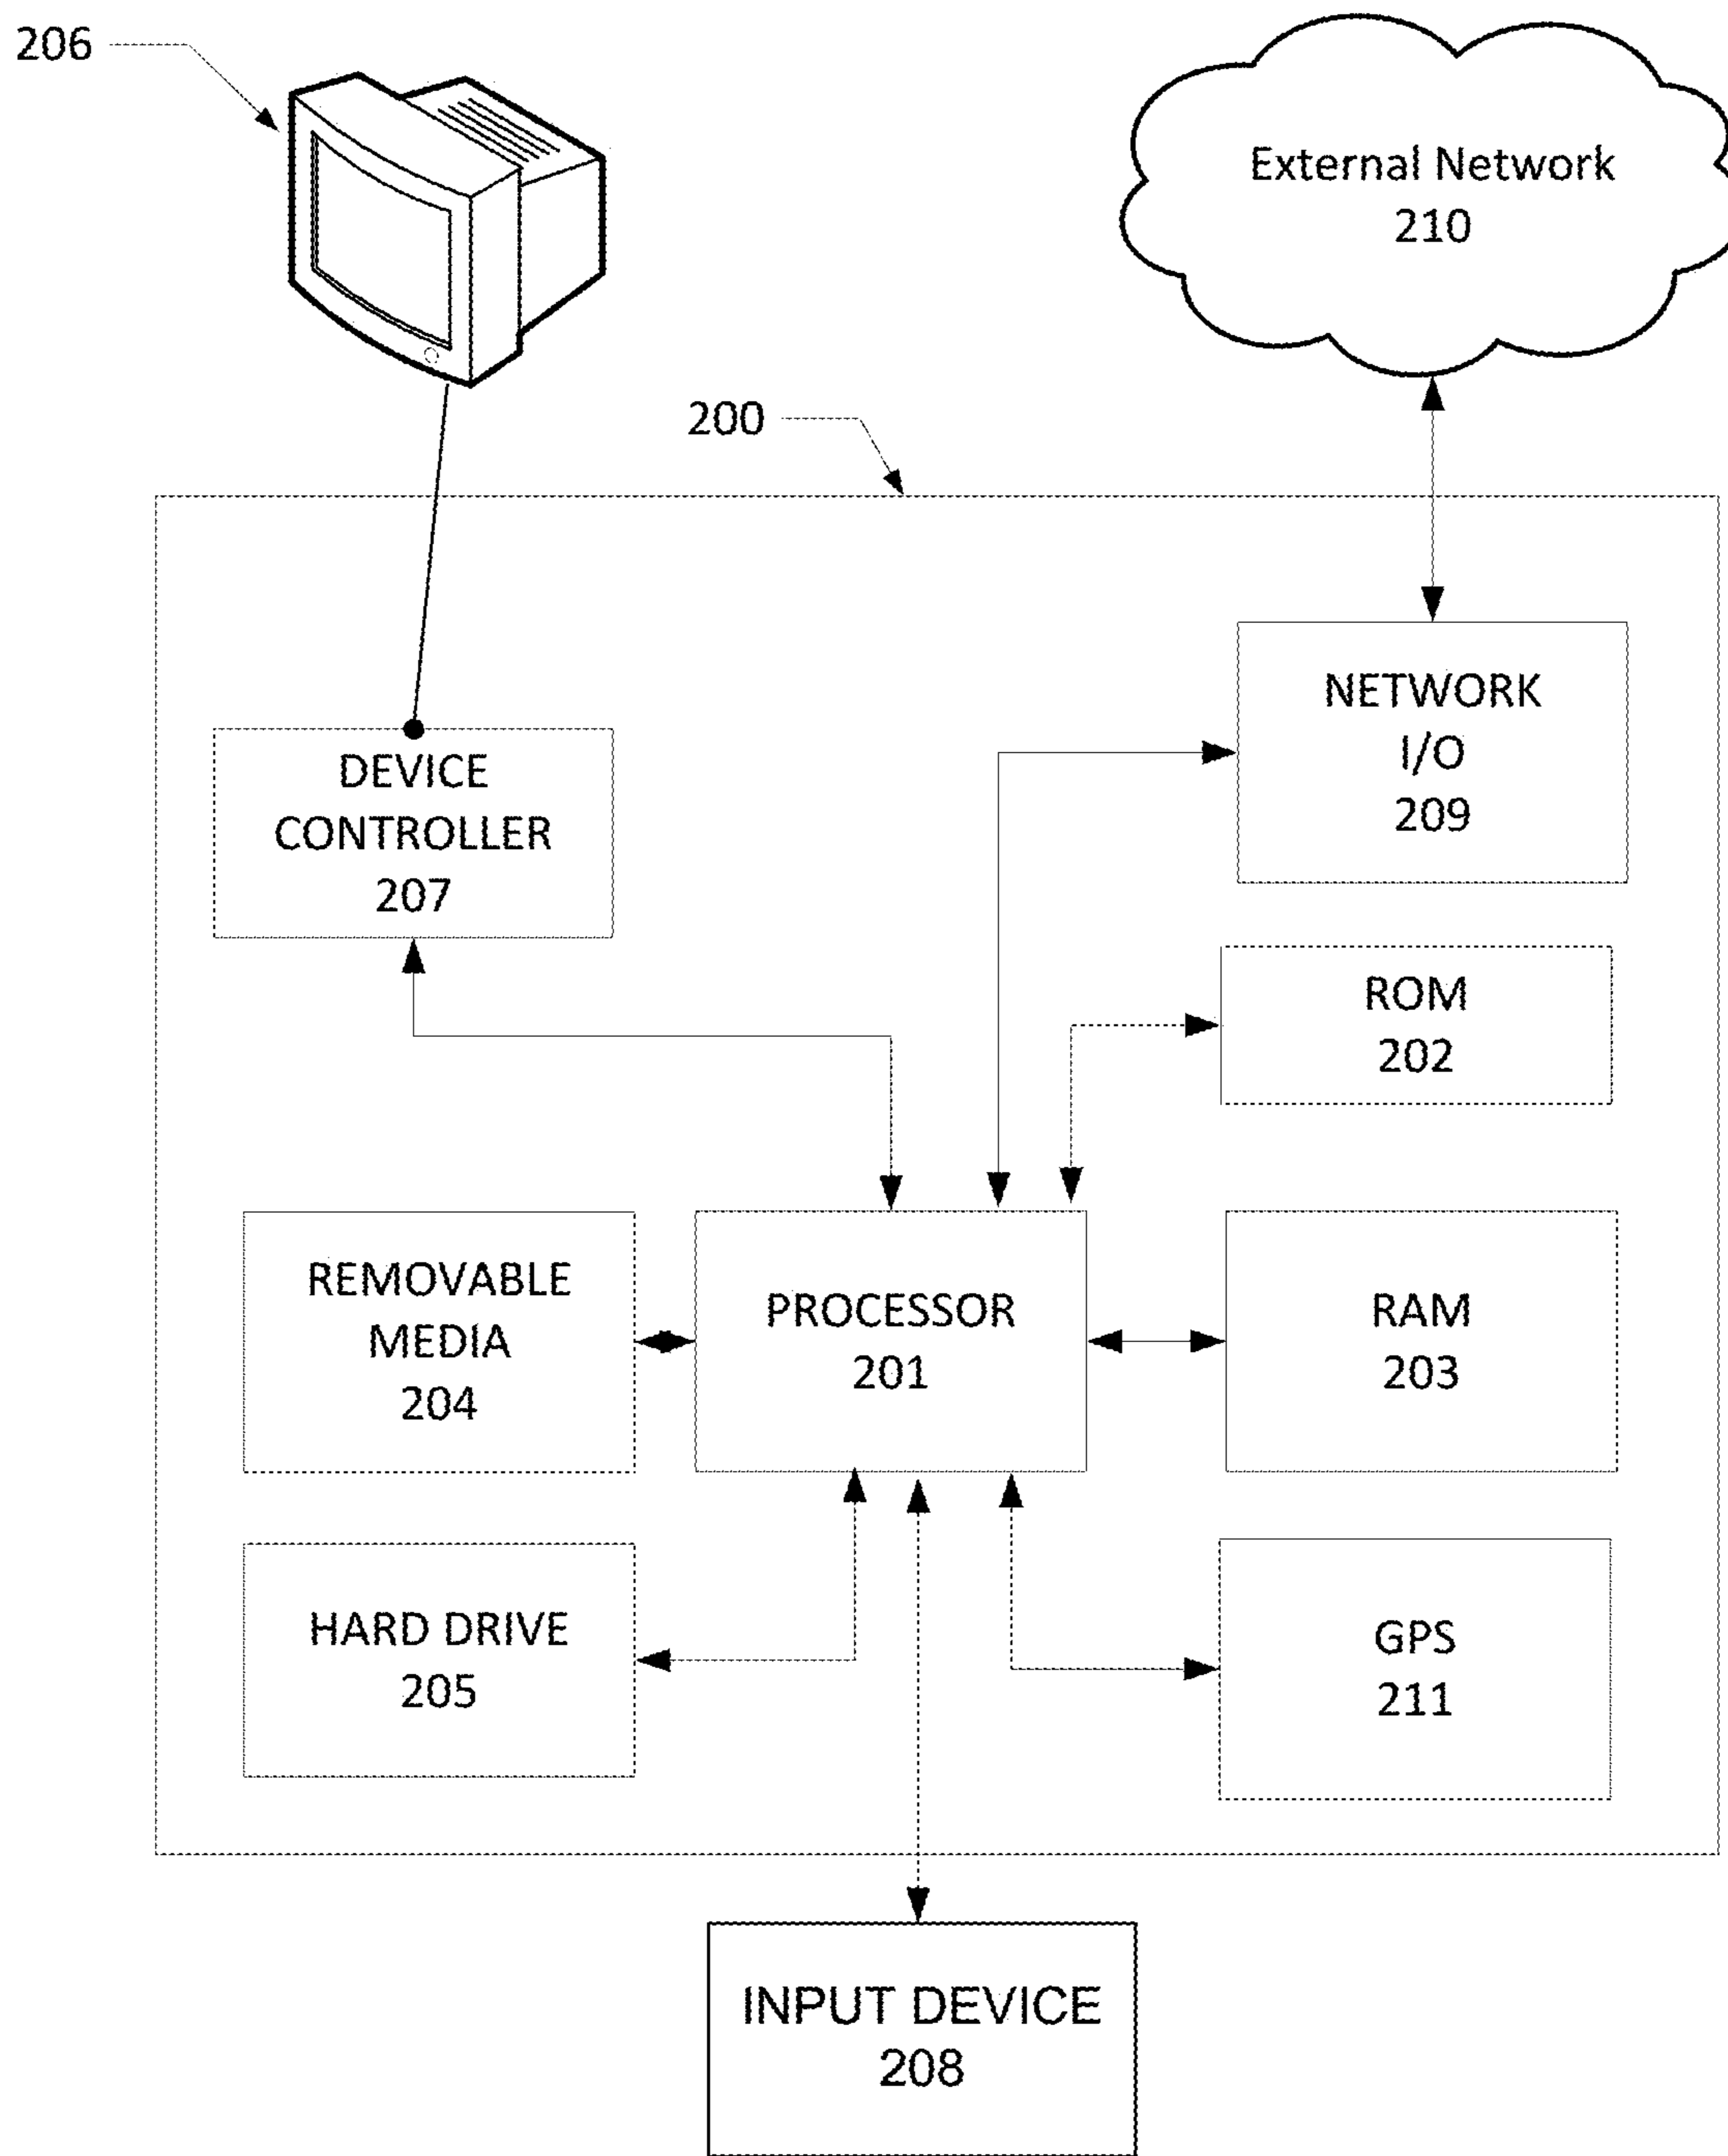 206
External Network
210
200
NETWORK
I/O
209
DEVICE
CONTROLLER
207
ROM
202
REMOVABLE
MEDIA
204
PROCESSOR
201
RAM
203
HARD DRIVE
205
GPS
211
INPUT DEVICE
208